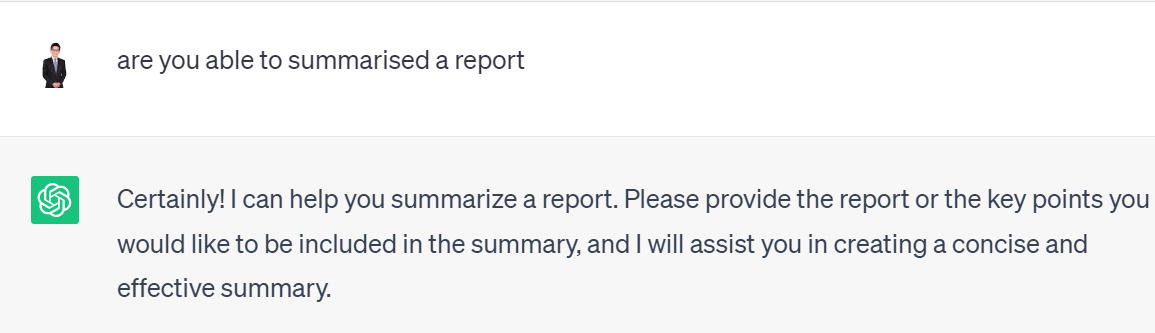 are you able to summarised a report
Certainly! I can help you summarize a report. Please provide the report or the key points you
would like to be included in the summary, and I will assist you in creating a concise and
effective summary.